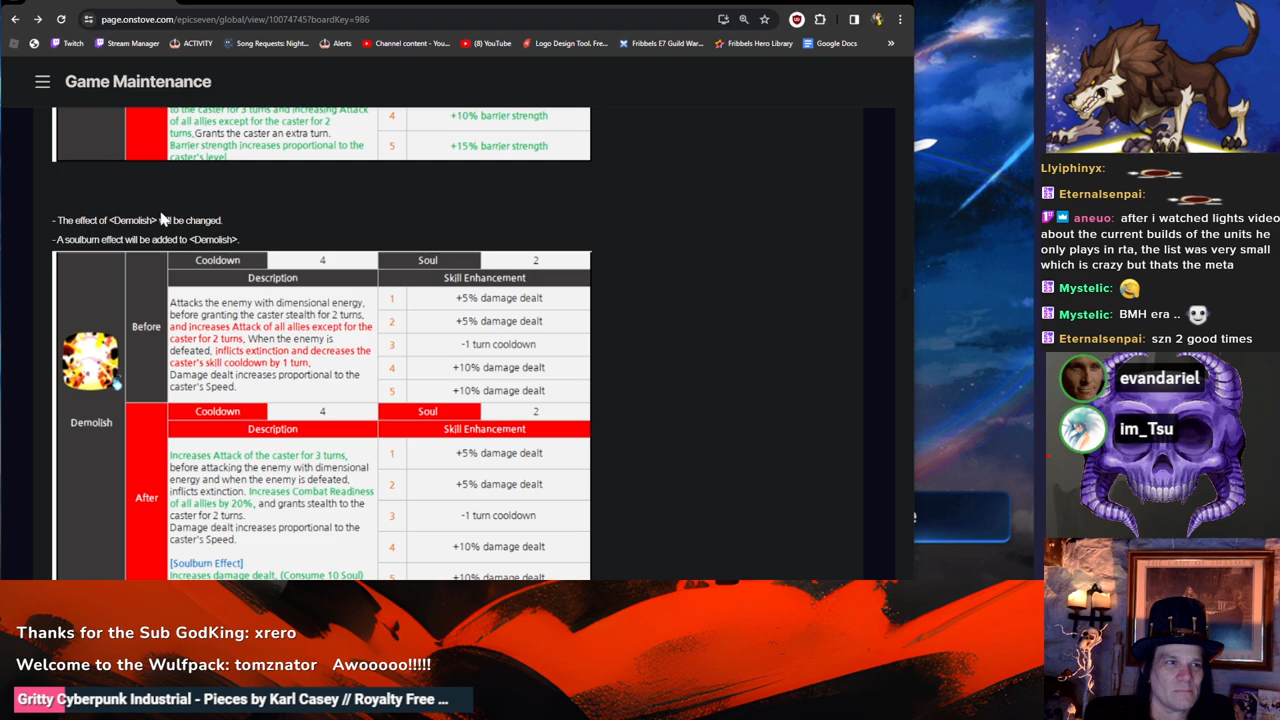 page.onstove.com/epicseven/global/view/10074745?boardKey=986
Twitch
Stream Manager
ACTIVITY
Song Requests: Night...
Alerts
Channel content - You...
(8) YouTube
Logo Design Tool. Fre...
Fribbels E7 Guild War...
Fribbels Hero Library
Google Docs
»
Game Maintenance
to the caster for 3 turns and increasing Attack
of all allies except for the caster for 2
turns.Grants the caster an extra turn.
Barrier strength increases proportional to the
caster's level
4 +10% barrier strength
5 +15% barrier strength
- The effect of <Demolish> will be changed.
- A soulburn effect will be added to <Demolish>.
Demolish
Before
Cooldown 4 Soul 2
Description Skill Enhancement
Attacks the enemy with dimensional energy,
before granting the caster stealth for 2 turns,
and increases Attack of all allies except for the
caster for 2 turns. When the enemy is
defeated, inflicts extinction and decreases the
caster's skill cooldown by 1 turn.
Damage dealt increases proportional to the
caster's Speed.
1 +5% damage dealt
2 +5% damage dealt
3 -1 turn cooldown
4 +10% damage dealt
5 +10% damage dealt
After
Cooldown 4 Soul 2
Description Skill Enhancement
Increases Attack of the caster for 3 turns,
before attacking the enemy with dimensional
energy and when the enemy is defeated,
inflicts extinction. Increases Combat Readiness
of all allies by 20%, and grants stealth to the
caster for 2 turns.
Damage dealt increases proportional to the
caster's Speed.
[Soulburn Effect]
Increases damage dealt. (Consume 10 Soul)
1 +5% damage dealt
2 +5% damage dealt
3 -1 turn cooldown
4 +10% damage dealt
5 +10% damage dealt
Llyiphinyx:
Eternalsenpai:
aneuo: after i watched lights video
about the current builds of the units he
only plays in rta, the list was very small
which is crazy but thats the meta
Mystelic:
Mystelic: BMH era ..
Eternalsenpai: szn 2 good times
evandariel
im_Tsu
Thanks for the Sub GodKing: xrero
Welcome to the Wulfpack: tomznator Awooooo!!!!!
Gritty Cyberpunk Industrial - Pieces by Karl Casey // Royalty Free ...